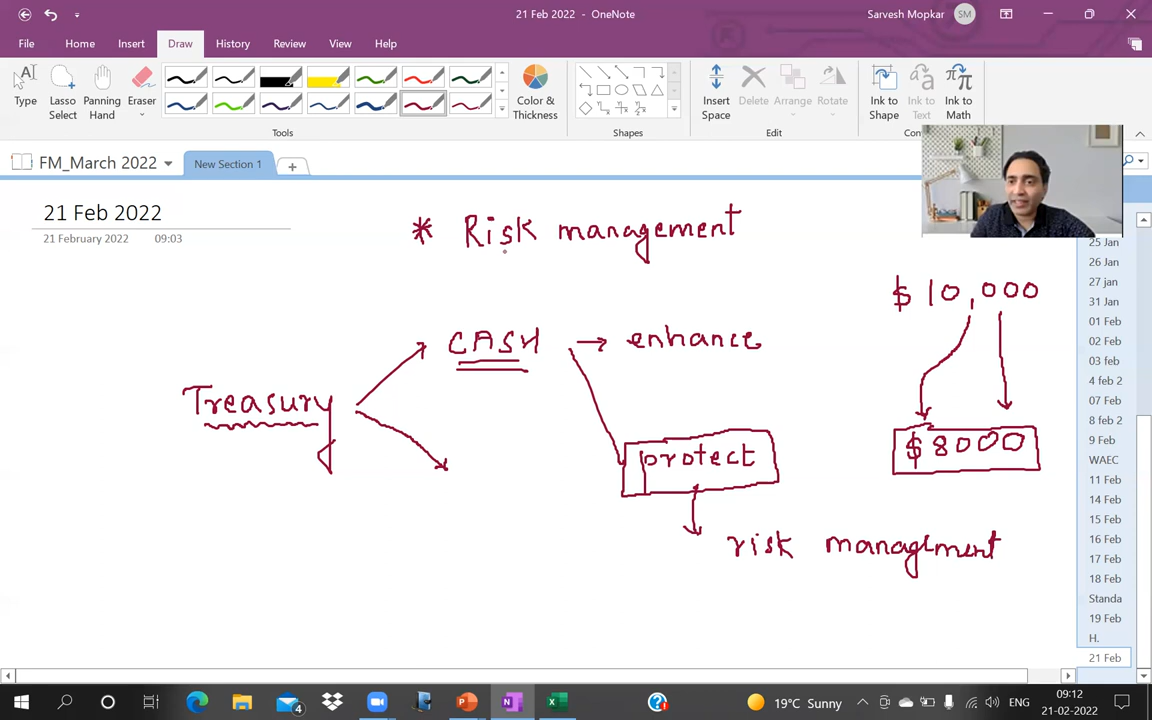 21 Feb 2022 - OneNote
Sarvesh Mopkar SM
File Home Insert Draw History Review View Help
Type Lasso Select Panning Hand Eraser Color & Thickness Insert Space Delete Arrange Rotate Ink to Shape Ink to Text Ink to Math
Tools Shapes Edit
FM_March 2022 New Section 1
21 Feb 2022
21 February 2022 09:03
* Risk management
$ 10,000
CASH → enhance
Treasury
$ 8000
protect
risk management
25 Jan
26 Jan
27 jan
31 Jan
01 Feb
02 Feb
03 feb
4 feb 2
07 Feb
8 feb 2
9 Feb
WAEC
11 Feb
14 Feb
15 Feb
16 Feb
17 Feb
18 Feb
Standa
19 Feb
H.
21 Feb
4
19°C Sunny ENG 09:12
21-02-2022